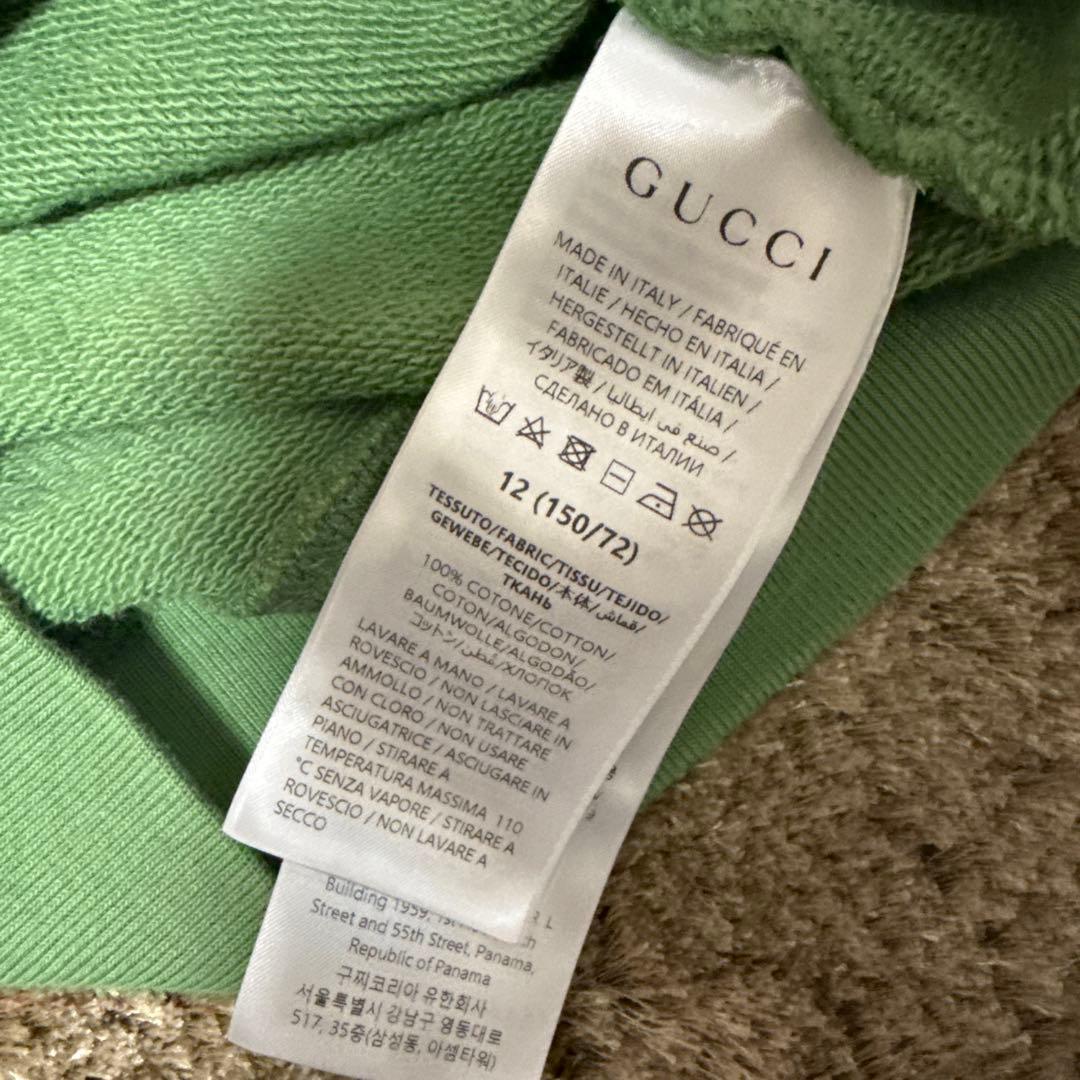 GUCCI
MADE IN ITALY / FABRIQUÉ EN
ITALIE / HECHO EN ITALIA /
HERGESTELLT IN ITALIEN /
FABRICADO EM ITÁLIA /
イタリア製 / صنع في ايطاليا /
СДЕЛАНО В ИТАЛИИ
12 (150/72)
TESSUTO/FABRIC/TISSU/TEJIDO/
GEWEBE/TECIDO/本体/قماش/
ТКАНЬ
100% COTONE/COTTON/
COTON/ALGODON/
BAUMWOLLE/ALGODÃO/
コットン/قطن/ХЛОПОК
LAVARE A MANO / LAVARE A
ROVESCIO / NON LASCIARE IN
AMMOLLO / NON TRATTARE
CON CLORO / NON USARE
ASCIUGATRICE / ASCIUGARE IN
PIANO / STIRARE A
TEMPERATURA MASSIMA 110
°C SENZA VAPORE / STIRARE A
ROVESCIO / NON LAVARE A
SECCO
Building 1959, L
Street and 55th Street, Panama,
Republic of Panama
구찌코리아 유한회사
서울특별시 강남구 영동대로
517, 35층(삼성동, 아셈타워)